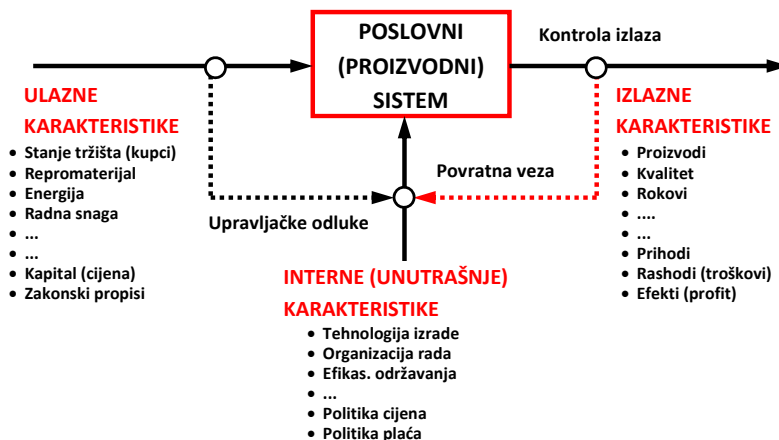 POSLOVNI
(PROIZVODNI)
SISTEM
Kontrola izlaza
ULAZNE
KARAKTERISTIKE
• Stanje tržišta (kupci)
• Repromaterijal
• Energija
• Radna snaga
• ...
• ...
• Kapital (cijena)
• Zakonski propisi
Upravljačke odluke
Povratna veza
IZLAZNE
KARAKTERISTIKE
• Proizvodi
• Kvalitet
• Rokovi
• ....
• ...
• Prihodi
• Rashodi (troškovi)
• Efekti (profit)
INTERNE (UNUTRAŠNJE)
KARAKTERISTIKE
• Tehnologija izrade
• Organizacija rada
• Efikas. održavanja
• ...
• Politika cijena
• Politika plaća